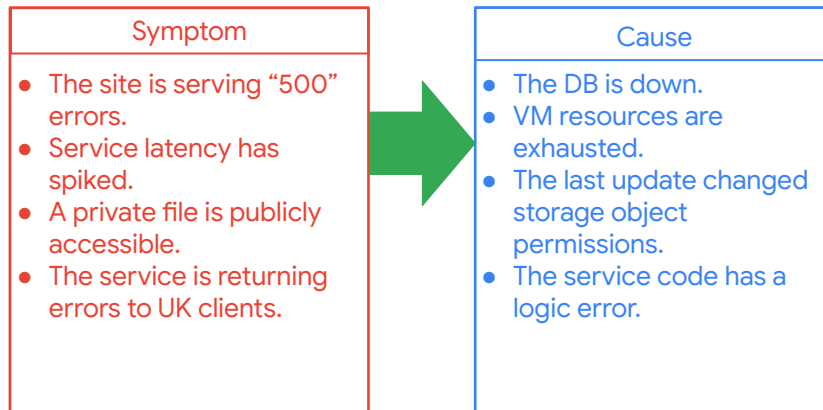 Symptom
● The site is serving “500”
errors.
● Service latency has
spiked.
● A private file is publicly
accessible.
● The service is returning
errors to UK clients.
Cause
● The DB is down.
● VM resources are
exhausted.
● The last update changed
storage object
permissions.
● The service code has a
logic error.